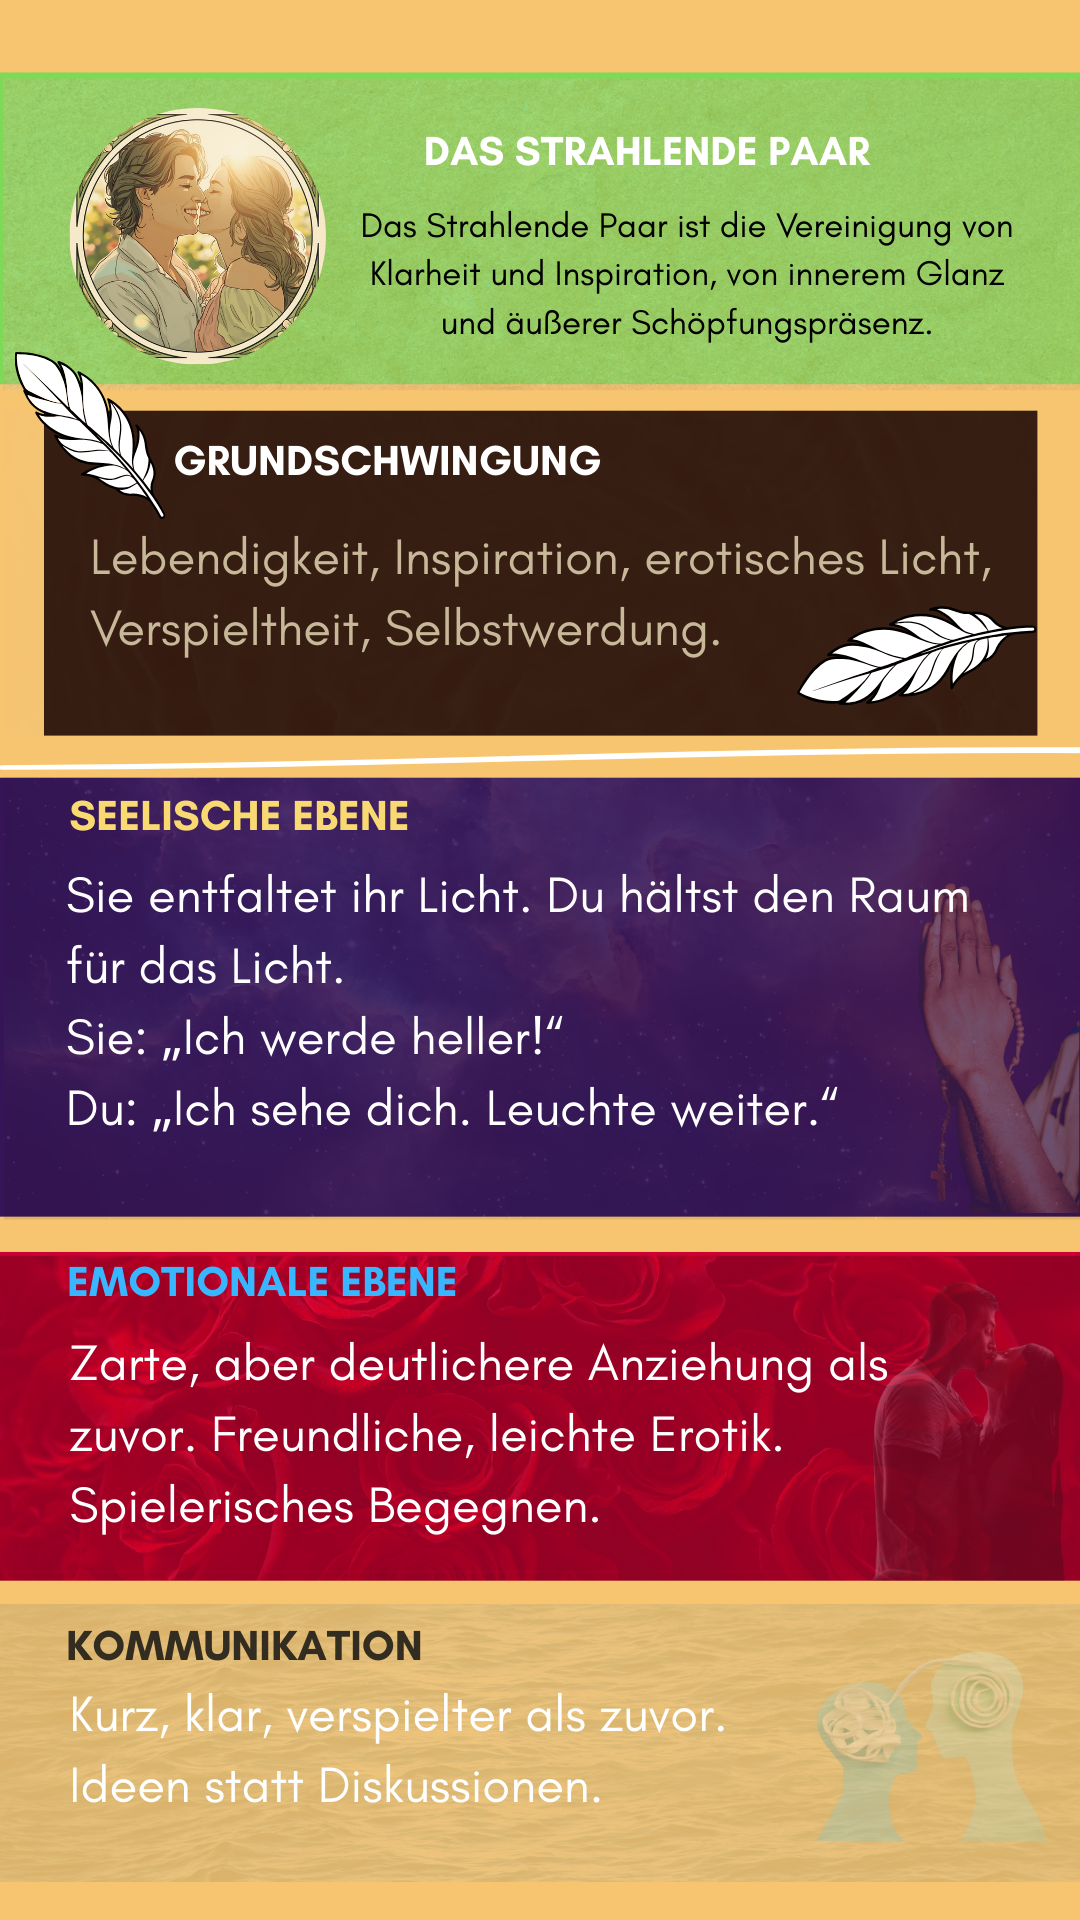 DAS STRAHLENDE PAAR
Das Strahlende Paar ist die Vereinigung von
Klarheit und Inspiration, von innerem Glanz
und äußerer Schöpfungspräsenz.
GRUNDSCHWINGUNG
Lebendigkeit, Inspiration, erotisches Licht,
Verspieltheit, Selbstwerdung.
SEELISCHE EBENE
Sie entfaltet ihr Licht. Du hältst den Raum
für das Licht.
Sie: „Ich werde heller!“
Du: „Ich sehe dich. Leuchte weiter.“
EMOTIONALE EBENE
Zarte, aber deutlichere Anziehung als
zuvor. Freundliche, leichte Erotik.
Spielerisches Begegnen.
KOMMUNIKATION
Kurz, klar, verspielter als zuvor.
Ideen statt Diskussionen.